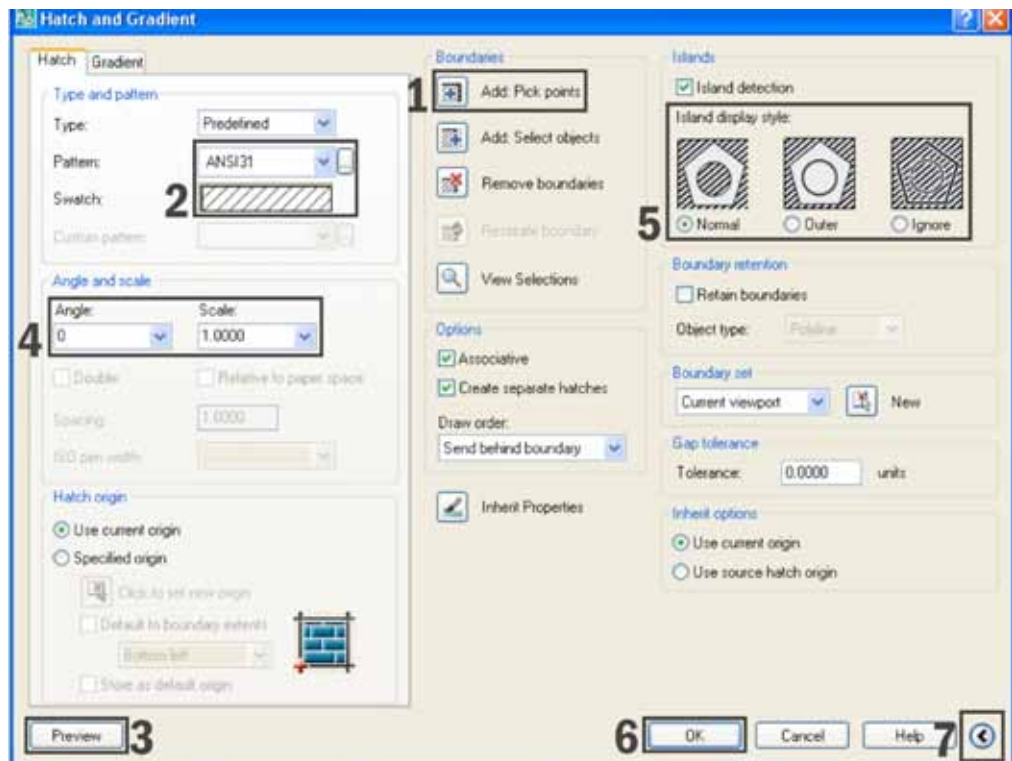 Hatch and Gradient
Hatch Gradient
Type and pattern
Type: Predefined
Pattern: ANSI31
Swatch:
2
Custom pattern:
Angle and scale
Angle: Scale:
4 0 1.0000
Double Relative to paper space
Spacing: 1.0000
ISO pen width:
Hatch origin
Use current origin
Specified origin
Click to set new origin
Default to boundary extents
Bottom left
Store as default origin
Preview 3
Boundaries
1 Add: Pick points
Add: Select objects
Remove boundaries
Recreate boundary
View Selections
Options
Associative
Create separate hatches
Draw order:
Send behind boundary
Inherit Properties
Islands
Island detection
Island display style:
5 Normal Outer Ignore
Boundary retention
Retain boundaries
Object type: Polyline
Boundary set
Current viewport New
Gap tolerance
Tolerance: 0.0000 units
Inherit options
Use current origin
Use source hatch origin
6 OK Cancel Help 7